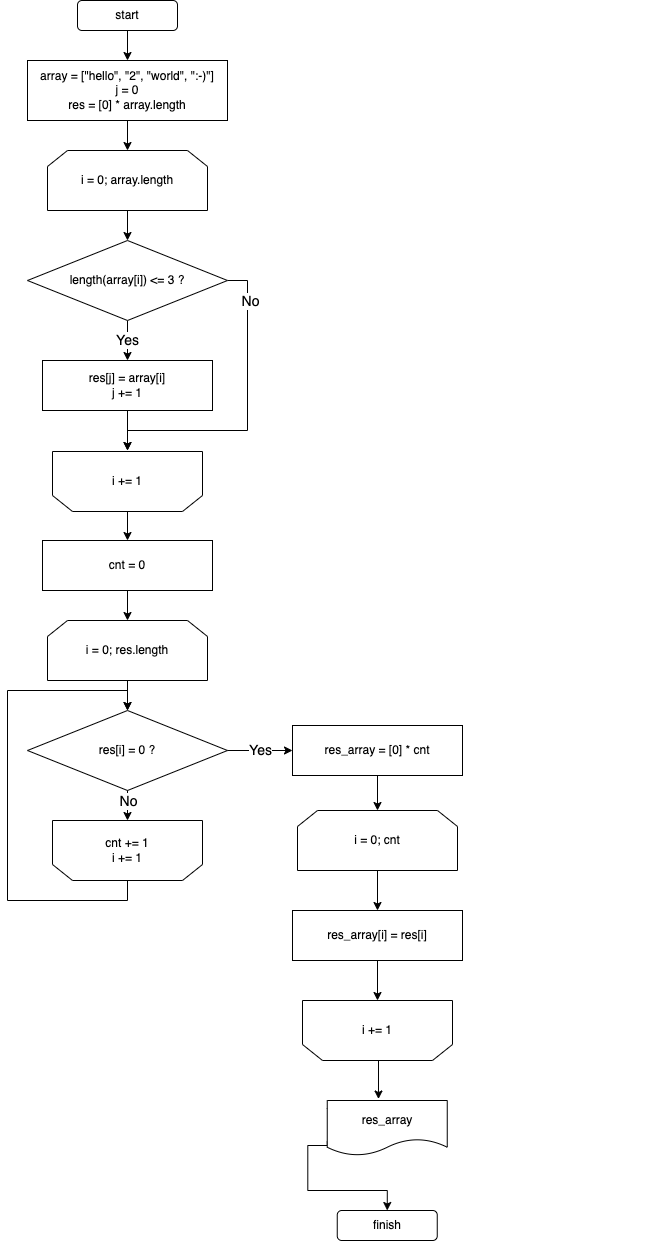 start
array = ["hello", "2", "world", ":-)"]
j = 0
res = [0] * array.length
i = 0; array.length
length(array[i]) <= 3 ?
No
Yes
res[j] = array[i]
j += 1
i += 1
cnt = 0
i = 0; res.length
res[i] = 0 ?
Yes
No
cnt += 1
i += 1
res_array = [0] * cnt
i = 0; cnt
res_array[i] = res[i]
i += 1
res_array
finish